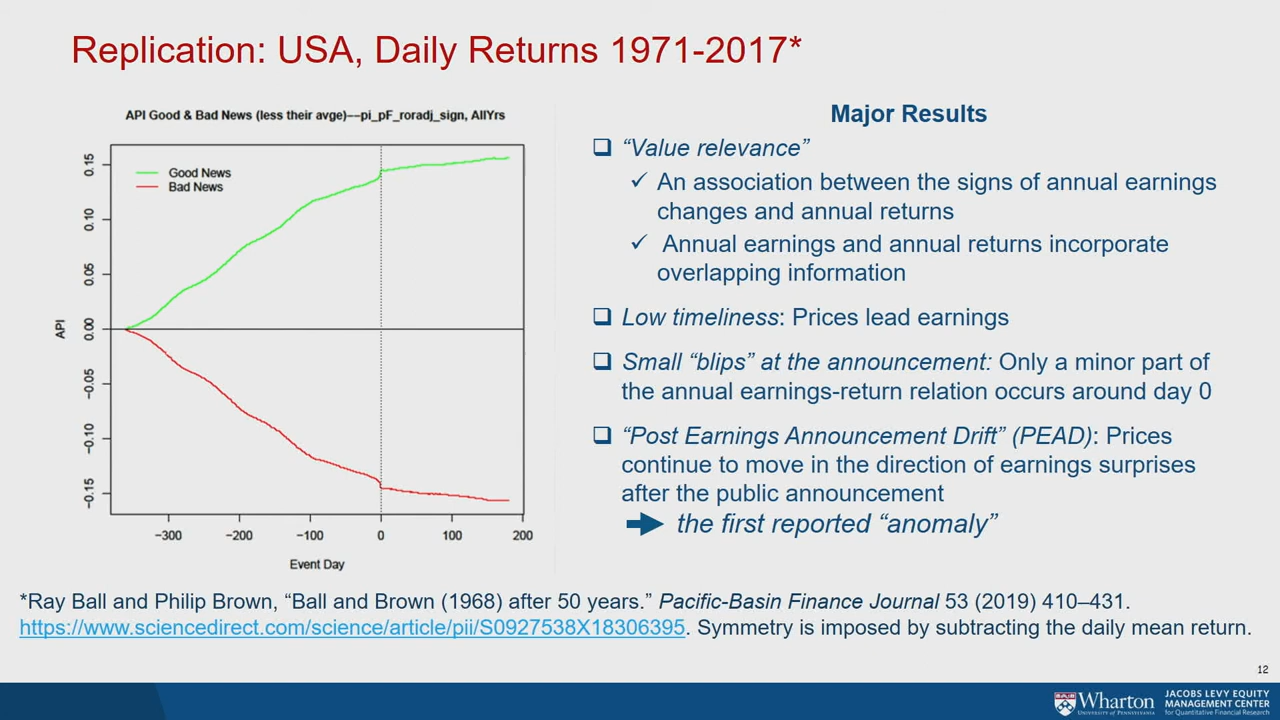 Replication: USA, Daily Returns 1971-2017*
API Good & Bad News (less their avge)––pi_pF_roradj_sign, AllYrs
Good News
Bad News
0.15
0.10
0.05
0.00
−0.05
−0.10
−0.15
API
−300
−200
−100
0
100
200
Event Day
Major Results
❑ “Value relevance”
✓ An association between the signs of annual earnings
changes and annual returns
✓ Annual earnings and annual returns incorporate
overlapping information
❑ Low timeliness: Prices lead earnings
❑ Small “blips” at the announcement: Only a minor part of
the annual earnings-return relation occurs around day 0
❑ “Post Earnings Announcement Drift” (PEAD): Prices
continue to move in the direction of earnings surprises
after the public announcement
the first reported “anomaly”
*Ray Ball and Philip Brown, “Ball and Brown (1968) after 50 years.” Pacific-Basin Finance Journal 53 (2019) 410–431.
https://www.sciencedirect.com/science/article/pii/S0927538X18306395. Symmetry is imposed by subtracting the daily mean return.
12
Wharton
UNIVERSITY of PENNSYLVANIA
JACOBS LEVY EQUITY
MANAGEMENT CENTER
for Quantitative Financial Research